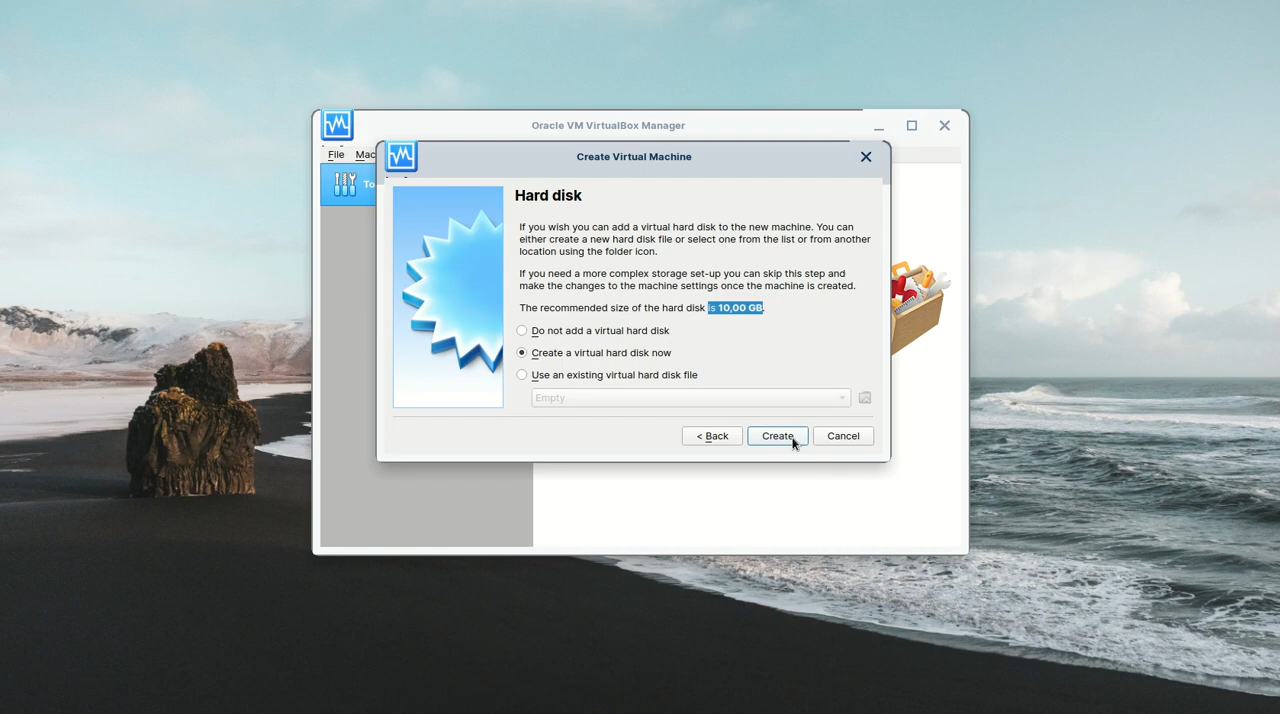 Oracle VM VirtualBox Manager
File Mac
To
Create Virtual Machine
Hard disk
If you wish you can add a virtual hard disk to the new machine. You can
either create a new hard disk file or select one from the list or from another
location using the folder icon.
If you need a more complex storage set-up you can skip this step and
make the changes to the machine settings once the machine is created.
The recommended size of the hard disk is 10,00 GB.
Do not add a virtual hard disk
Create a virtual hard disk now
Use an existing virtual hard disk file
Empty
< Back Create Cancel